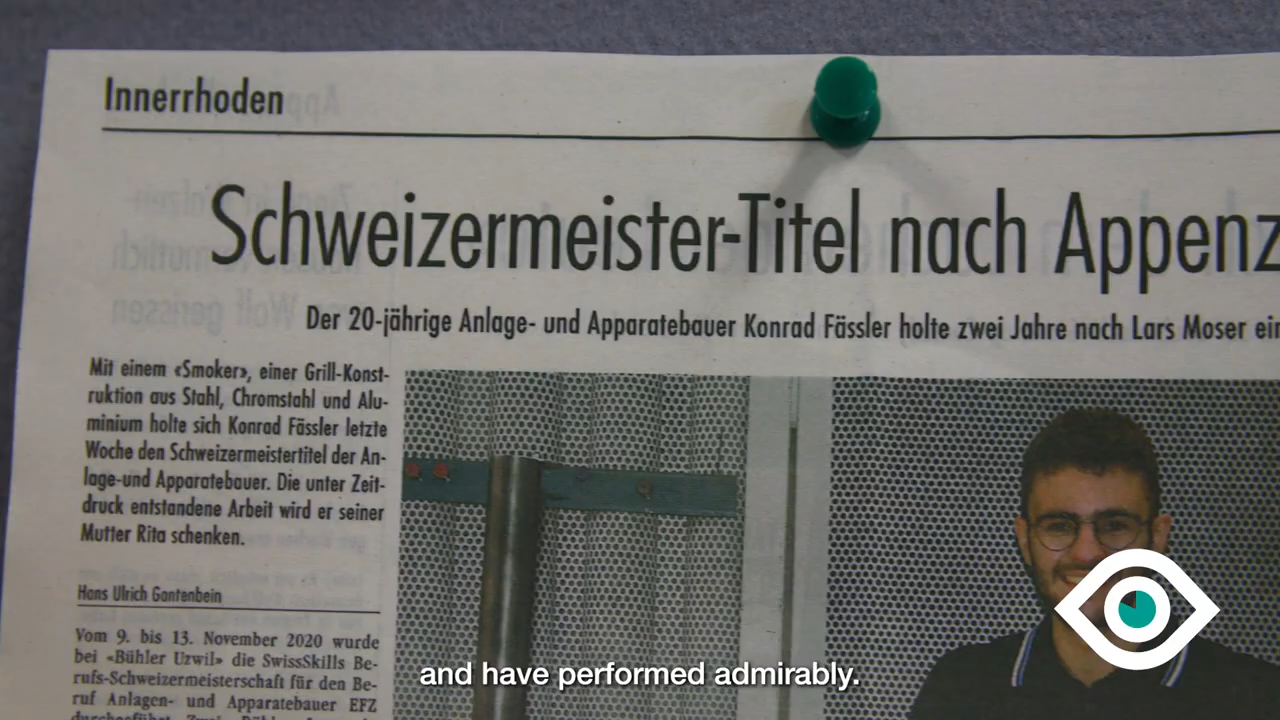 Innerrhoden
Schweizermeister-Titel nach Appenz
Der 20-jährige Anlage- und Apparatebauer Konrad Fässler holte zwei Jahre nach Lars Moser ein
Mit einem «Smoker», einer Grill-Konst-
ruktion aus Stahl, Chromstahl und Alu-
minium holte sich Konrad Fässler letzte
Woche den Schweizermeistertitel der An-
lage-und Apparatebauer. Die unter Zeit-
druck entstandene Arbeit wird er seiner
Mutter Rita schenken.
Hans Ulrich Gantenbein
Vom 9. bis 13. November 2020 wurde
bei «Bühler Uzwil» die SwissSkills Be-
rufs-Schweizermeisterschaft für den Be-
ruf Anlagen- und Apparatebauer EFZ
and have performed admirably.